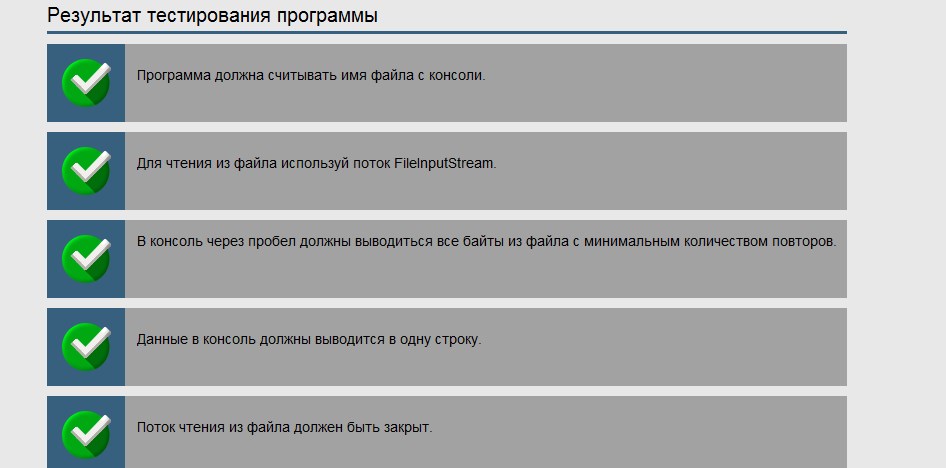 Результат тестирования программы
Программа должна считывать имя файла с консоли.
Для чтения из файла используй поток FileInputStream.
В консоль через пробел должны выводиться все байты из файла с минимальным количеством повторов.
Данные в консоль должны выводится в одну строку.
Поток чтения из файла должен быть закрыт.